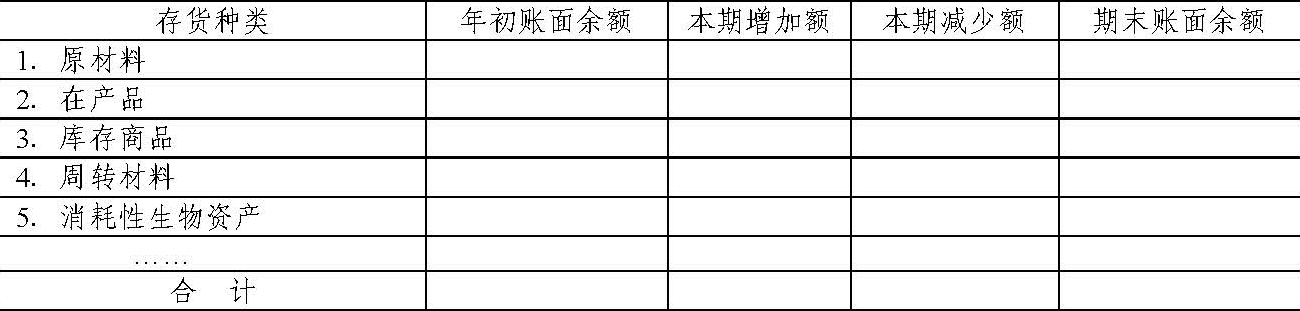 存货种类 年初账面余额 本期增加额 本期减少额 期末账面余额
1. 原材料
2. 在产品
3. 库存商品
4. 周转材料
5. 消耗性生物资产
……
合 计